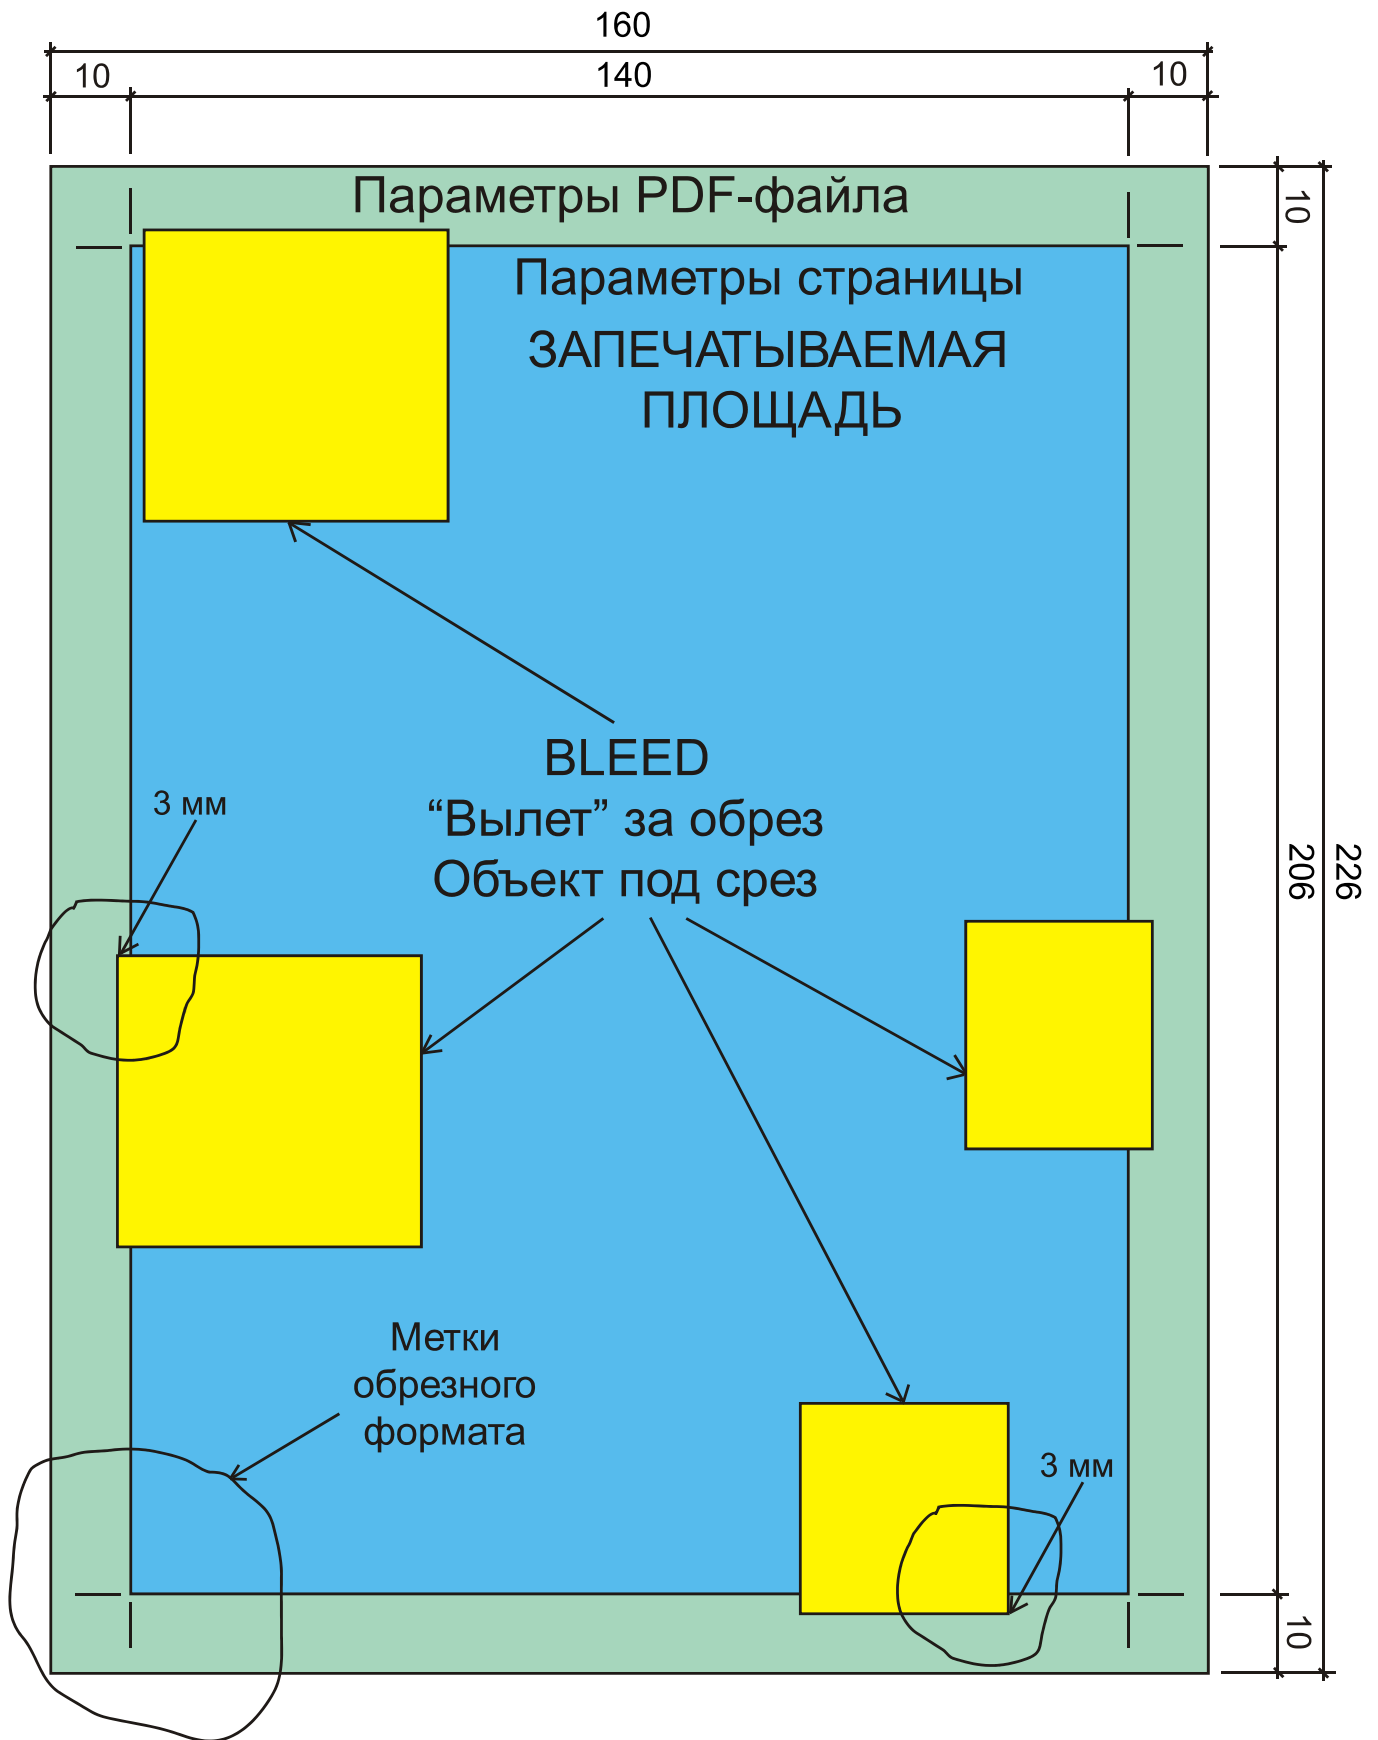 160
10
140
10
Параметры PDF-файла
10
Параметры страницы
ЗАПЕЧАТЫВАЕМАЯ
ПЛОЩАДЬ
BLEED
“Вылет” за обрез
Объект под срез
3 мм
206
226
Метки
обрезного
формата
3 мм
10